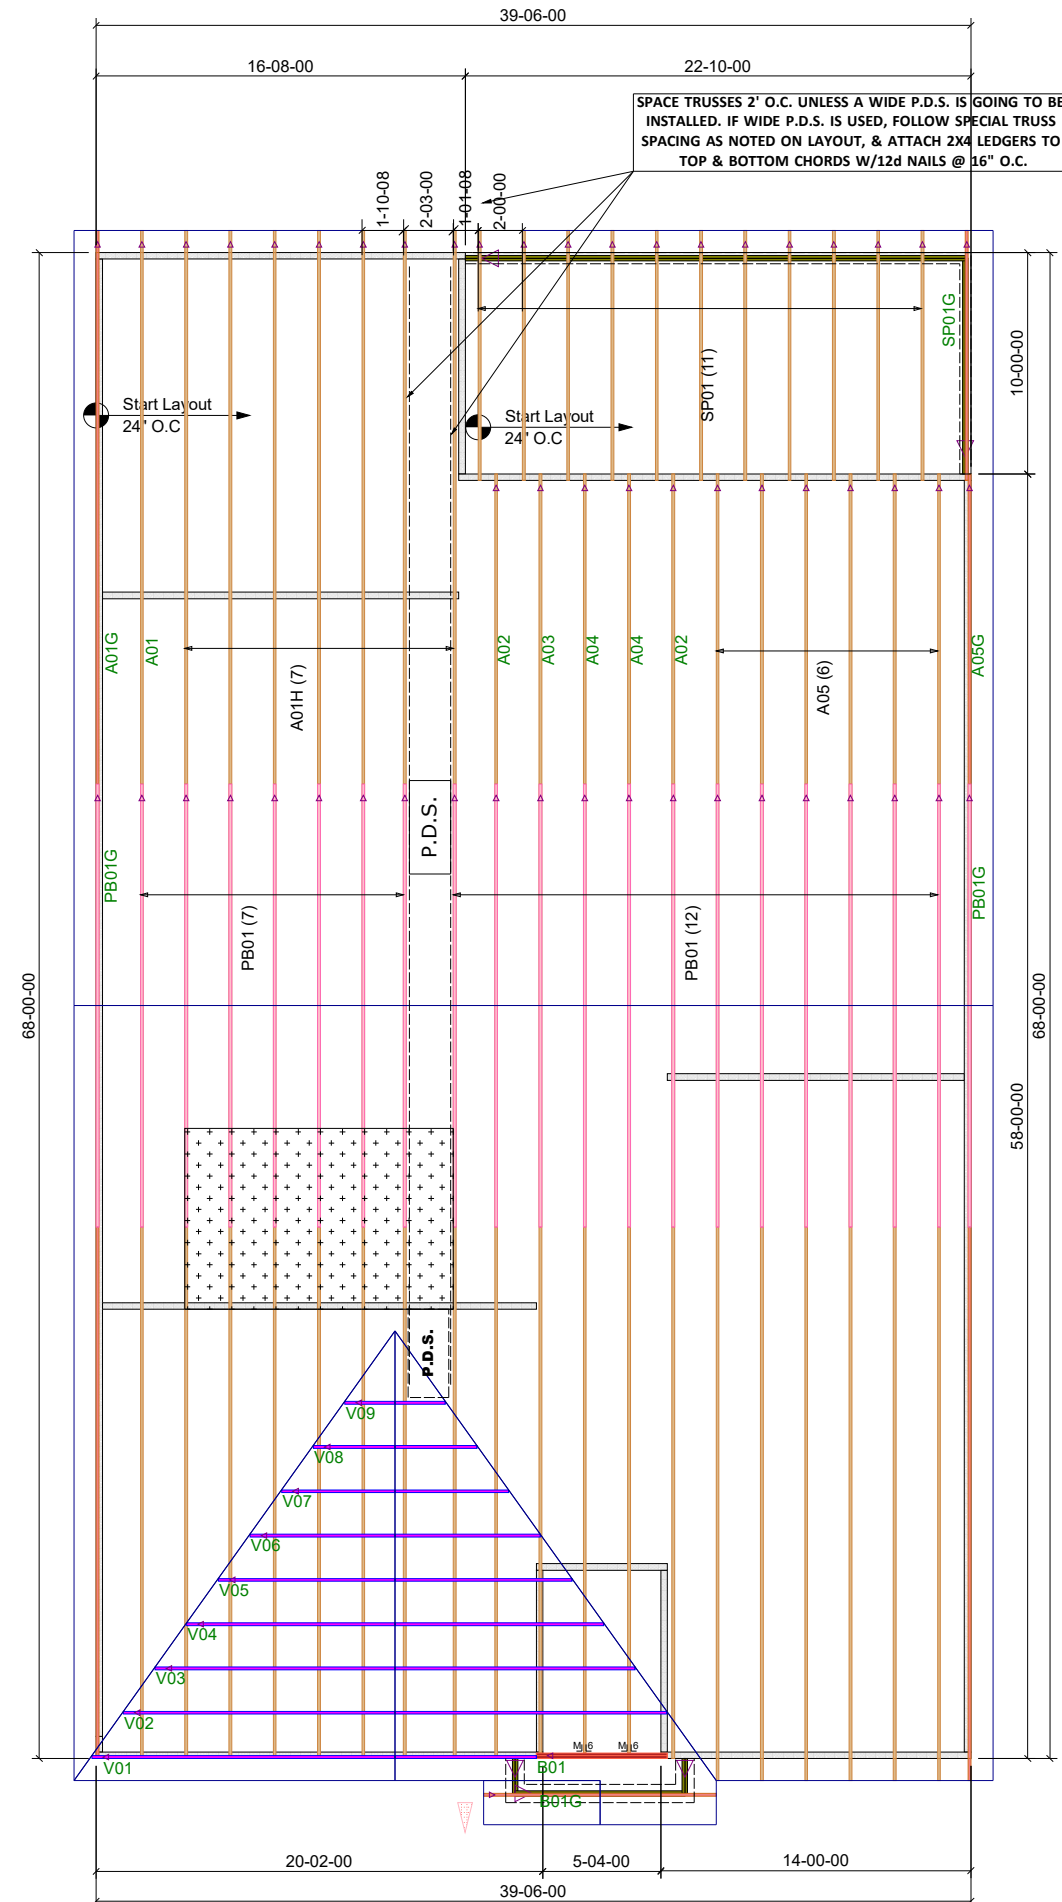 39-06-00
16-08-00
22-10-00
SPACE TRUSSES 2' O.C. UNLESS A WIDE P.D.S. IS GOING TO BE
INSTALLED. IF WIDE P.D.S. IS USED, FOLLOW SPECIAL TRUSS
SPACING AS NOTED ON LAYOUT, & ATTACH 2X4 LEDGERS TO
TOP & BOTTOM CHORDS W/12d NAILS @ 16" O.C.
1-10-08
2-03-00
1-01-08
2-00-00
SP01G
10-00-00
SP01 (11)
Start Layout
24" O.C
Start Layout
24" O.C
A01G
A01
A01H (7)
A02
A03
A04
A04
A02
A05 (6)
A05G
P.D.S.
PB01G
PB01 (7)
PB01 (12)
PB01G
68-00-00
68-00-00
58-00-00
P.D.S.
V09
V08
V07
V06
V05
V04
V03
V02
V01
B01
B01G
20-02-00
5-04-00
14-00-00
39-06-00